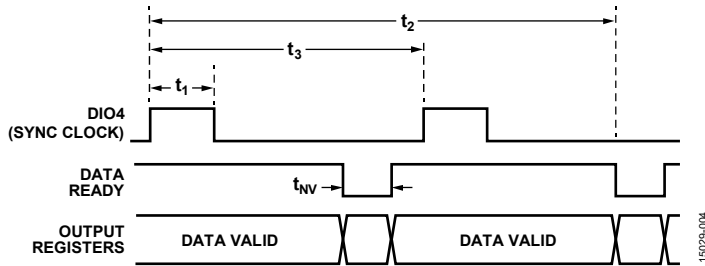 t2
t3
t1
DIO4
(SYNC CLOCK)
DATA
READY
tNV
OUTPUT
REGISTERS
DATA VALID
DATA VALID
15029-004